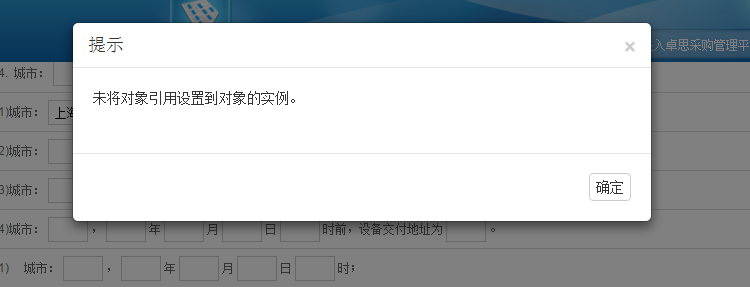 提示
×
入卓思采购管理平
4. 城市：
未将对象引用设置到对象的实例。
1)城市： 上海
2)城市：
3)城市：
确定
4)城市： ， 年 月 日 时前，设备交付地址为 。
1) 城市： ， 年 月 日 时；